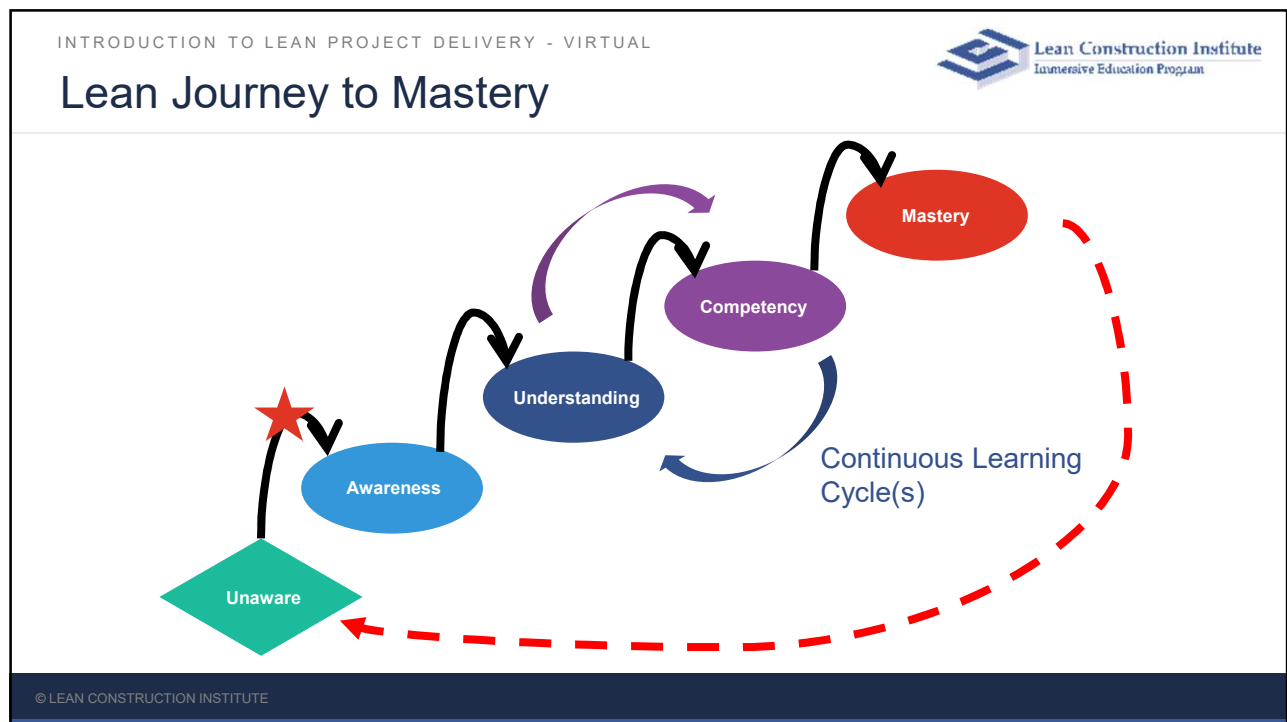 INTRODUCTION TO LEAN PROJECT DELIVERY - VIRTUAL
Lean Construction Institute
Immersive Education Program
Lean Journey to Mastery
Mastery
Competency
Understanding
Continuous Learning
Cycle(s)
Awareness
Unaware
© LEAN CONSTRUCTION INSTITUTE